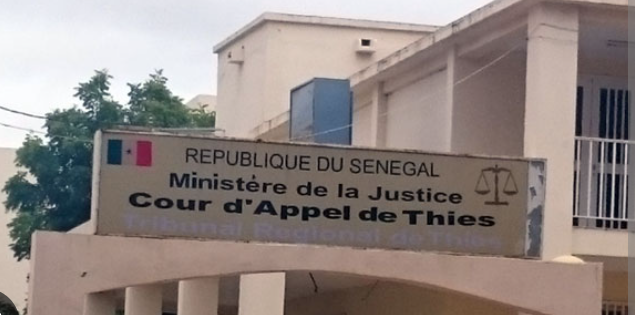 REPUBLIQUE DU SENEGAL
Ministère de la Justice
Cour d'Appel de Thies
Tribunal Regional de Thies